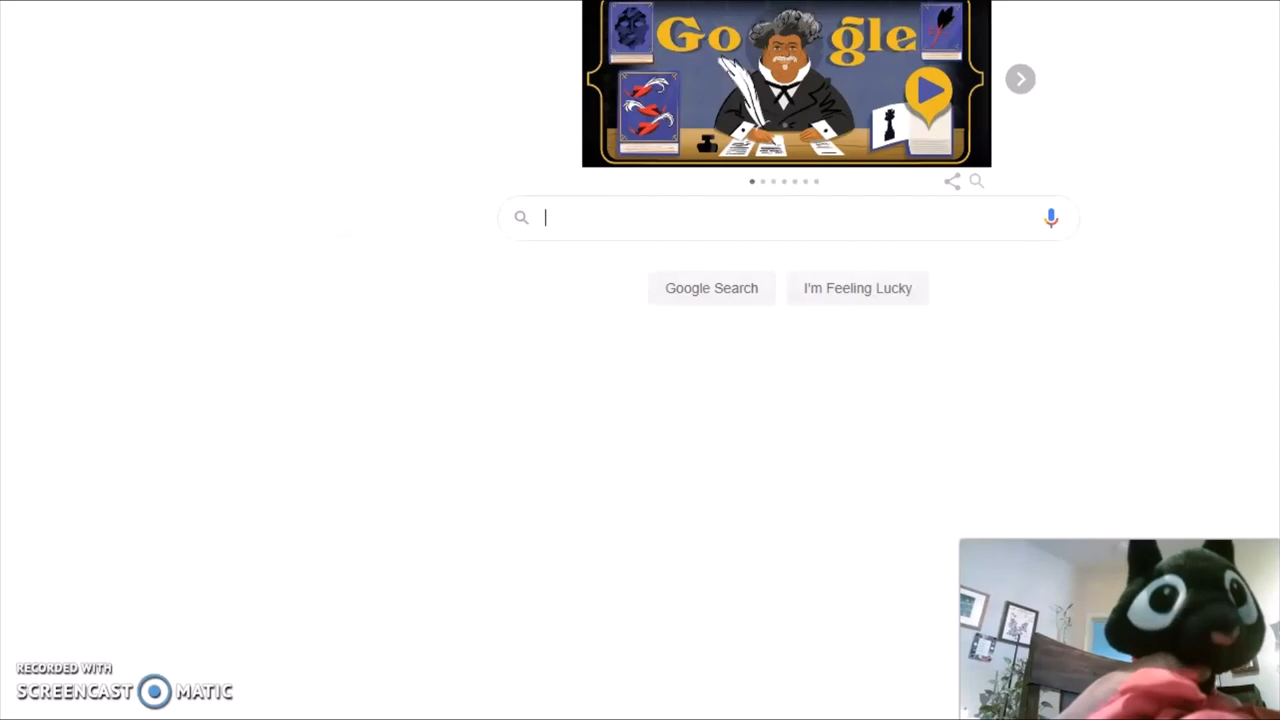 Google
Google Search
I'm Feeling Lucky
RECORDED WITH
SCREENCAST MATIC